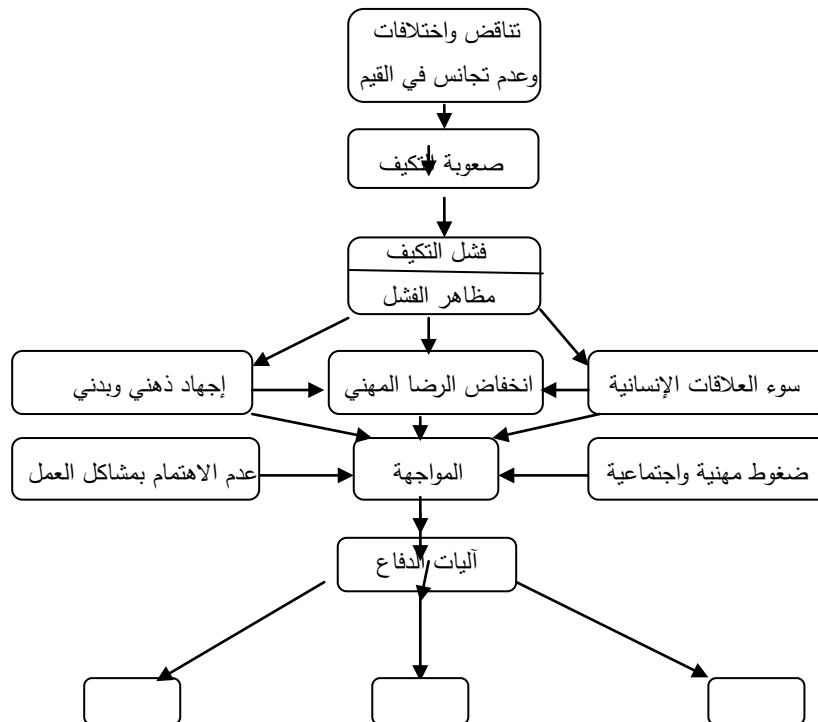 تناقض واختلافات
وعدم تجانس في القيم
صعوبة التكيف
فشل التكيف
مظاهر الفشل
سوء العلاقات الإنسانية
انخفاض الرضا المهني
إجهاد ذهني وبدني
ضغوط مهنية واجتماعية
المواجهة
عدم الاهتمام بمشاكل العمل
آليات الدفاع